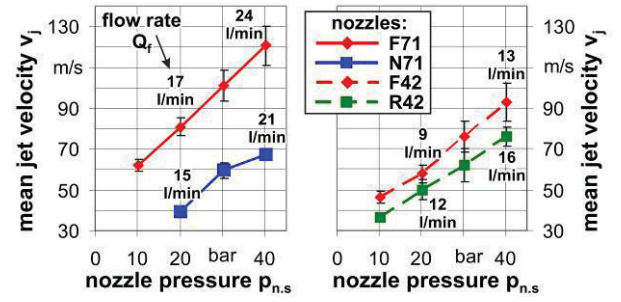 mean jet velocity vj
130
m/s
90
70
50
30
flow rate
Qf
24
l/min
17
l/min
21
l/min
15
l/min
0
10
20
bar
40
nozzle pressure pn.s
nozzles:
F71
N71
F42
R42
13
l/min
9
l/min
16
l/min
12
l/min
0
10
20
bar
40
nozzle pressure pn.s
130
m/s
90
70
50
30
mean jet velocity vj